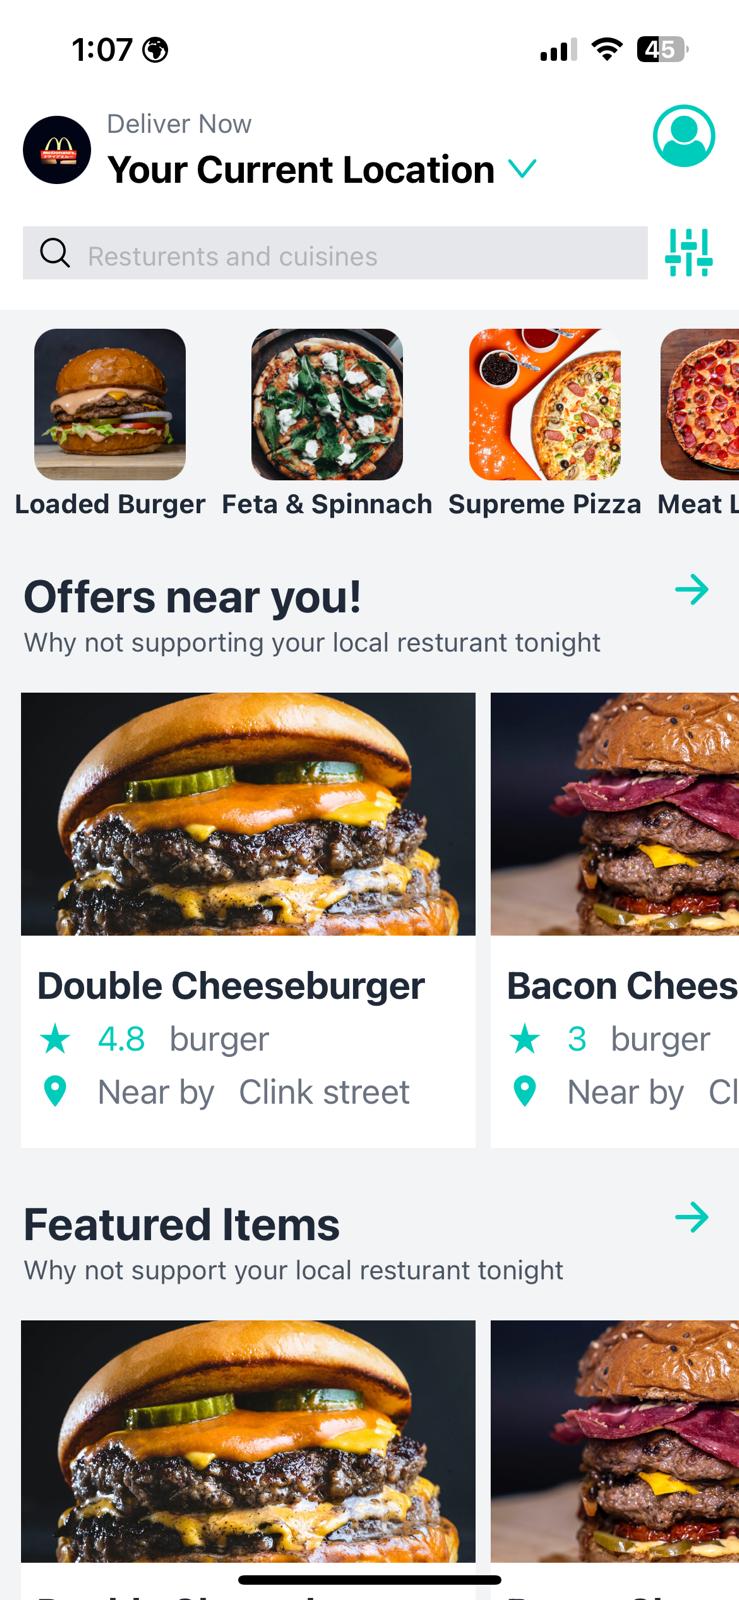 1:07
45
Deliver Now
Your Current Location
Resturents and cuisines
Loaded Burger
Feta & Spinnach
Supreme Pizza
Meat L
Offers near you!
Why not supporting your local resturant tonight
Double Cheeseburger
4.8 burger
Near by Clink street
Bacon Chees
3 burger
Near by Cl
Featured Items
Why not support your local resturant tonight